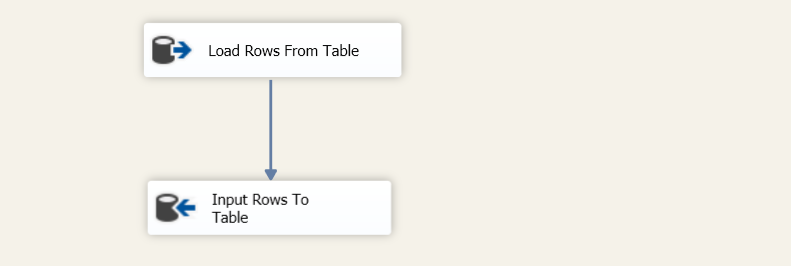 Load Rows From Table
Input Rows To
Table